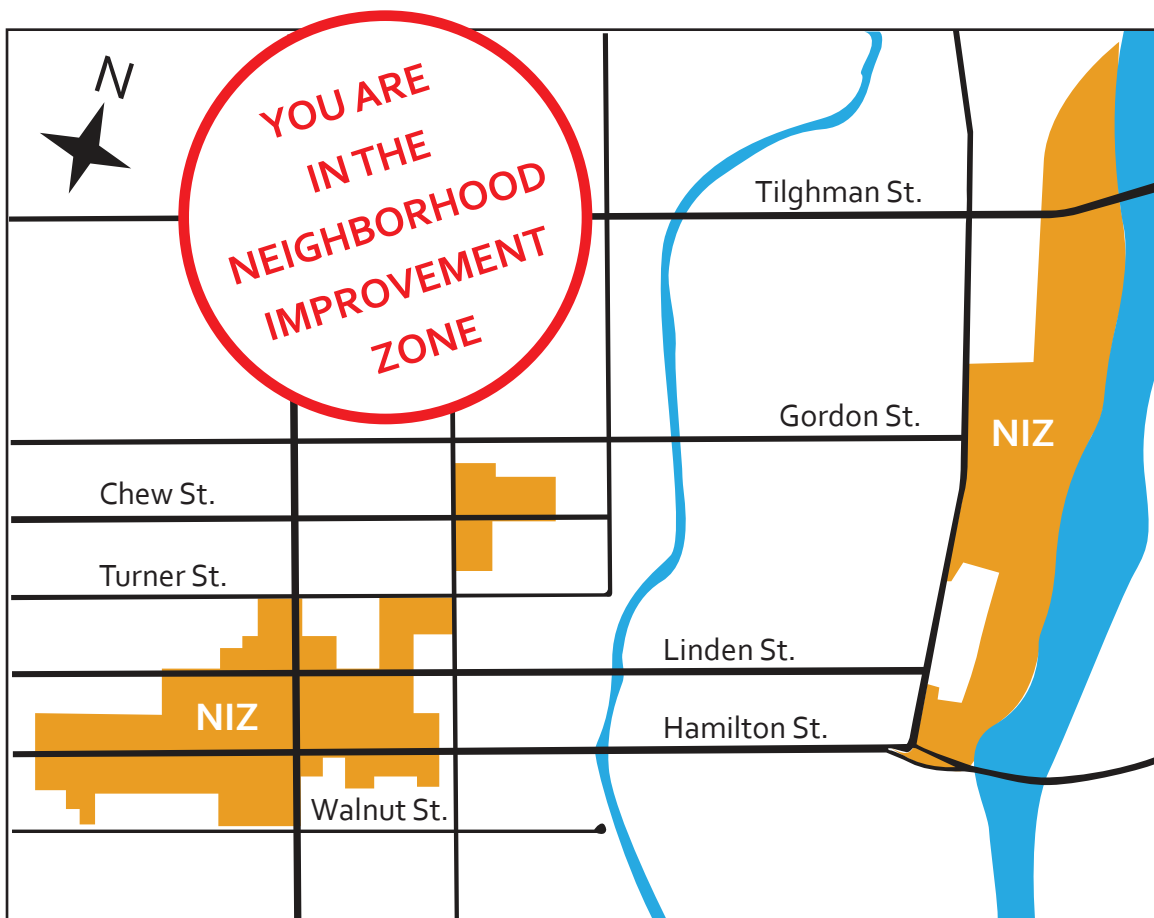 N
YOU ARE
IN THE
NEIGHBORHOOD
IMPROVEMENT
ZONE
Tilghman St.
Gordon St.
NIZ
Chew St.
Turner St.
Linden St.
NIZ
Hamilton St.
Walnut St.